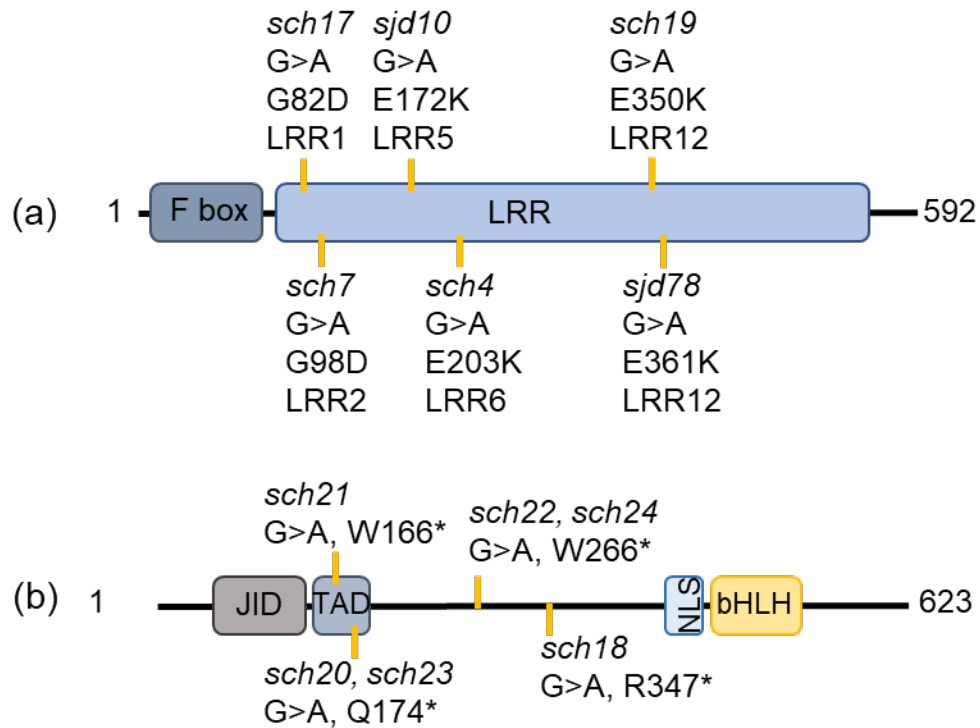 sch17
G>A
G82D
LRR1
sjd10
G>A
E172K
LRR5
sch19
G>A
E350K
LRR12
(a)
1
F box
LRR
592
sch7
G>A
G98D
LRR2
sch4
G>A
E203K
LRR6
sjd78
G>A
E361K
LRR12
sch21
G>A, W166*
sch22, sch24
G>A, W266*
(b)
1
JID
TAD
NLS
bHLH
623
sch20, sch23
G>A, Q174*
sch18
G>A, R347*